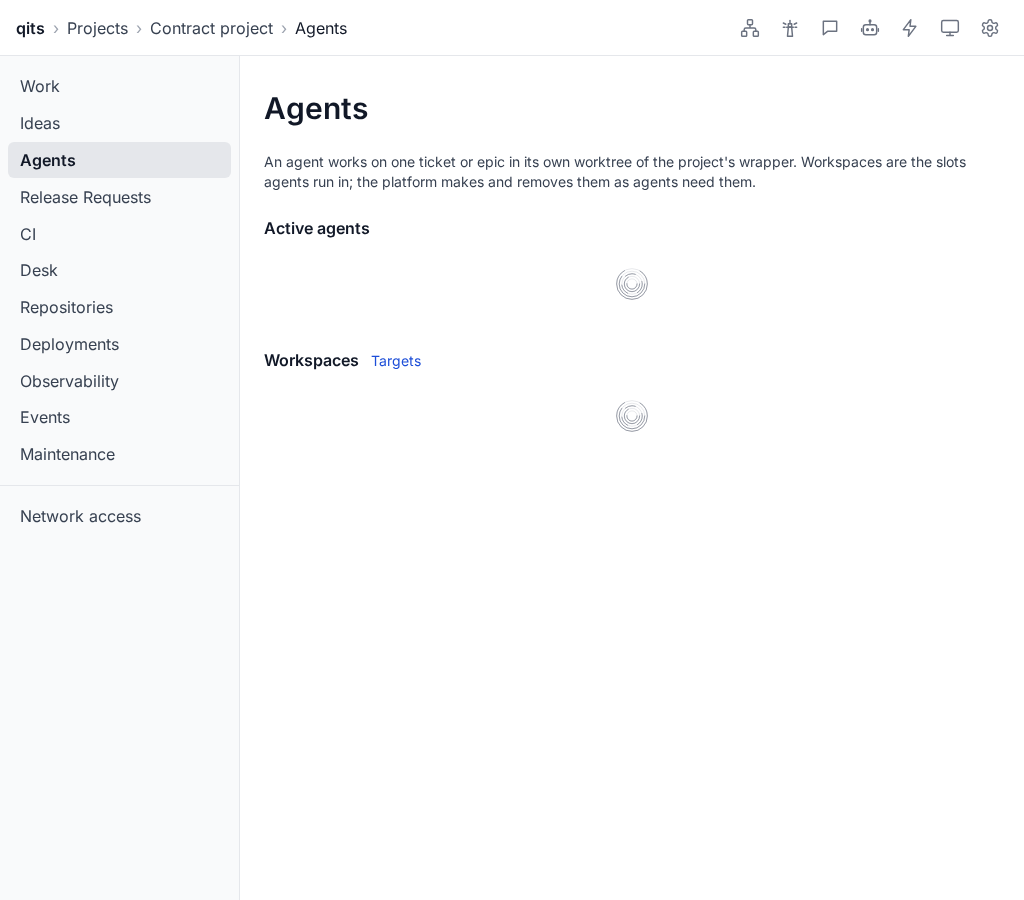 qits › Projects › Contract project › Agents
Work
Ideas
Agents
Release Requests
CI
Desk
Repositories
Deployments
Observability
Events
Maintenance
Network access
Agents
An agent works on one ticket or epic in its own worktree of the project's wrapper. Workspaces are the slots
agents run in; the platform makes and removes them as agents need them.
Active agents
Workspaces Targets